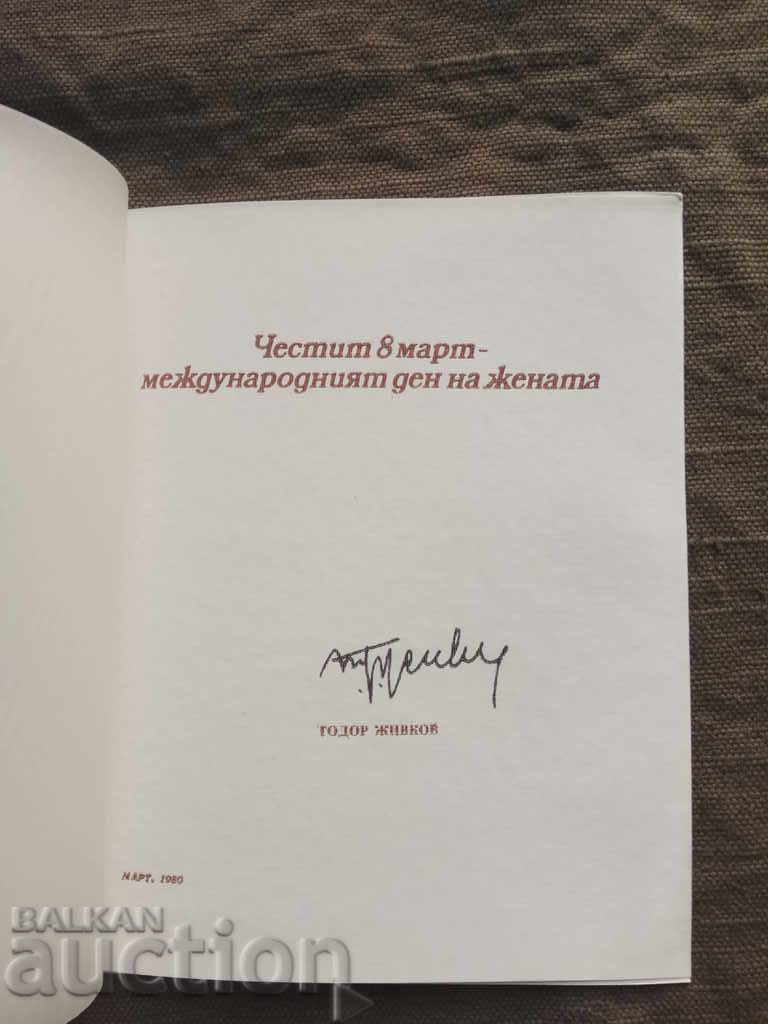 Честит 8 март -
международният ден на жената
ТОДОР ЖИВКОВ
МАРТ, 1980
BALKAN
auction